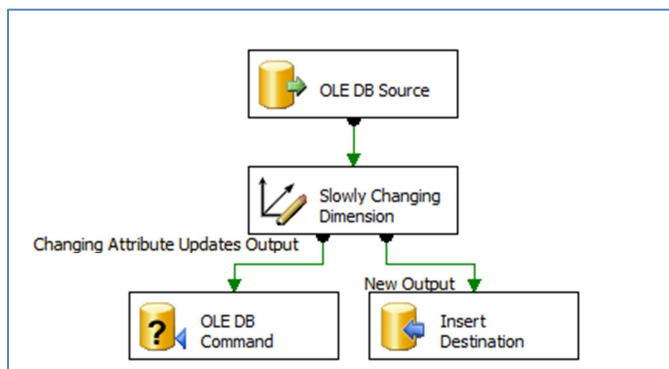 OLE DB Source
Slowly Changing
Dimension
Changing Attribute Updates Output
New Output
?
OLE DB
Command
Insert
Destination